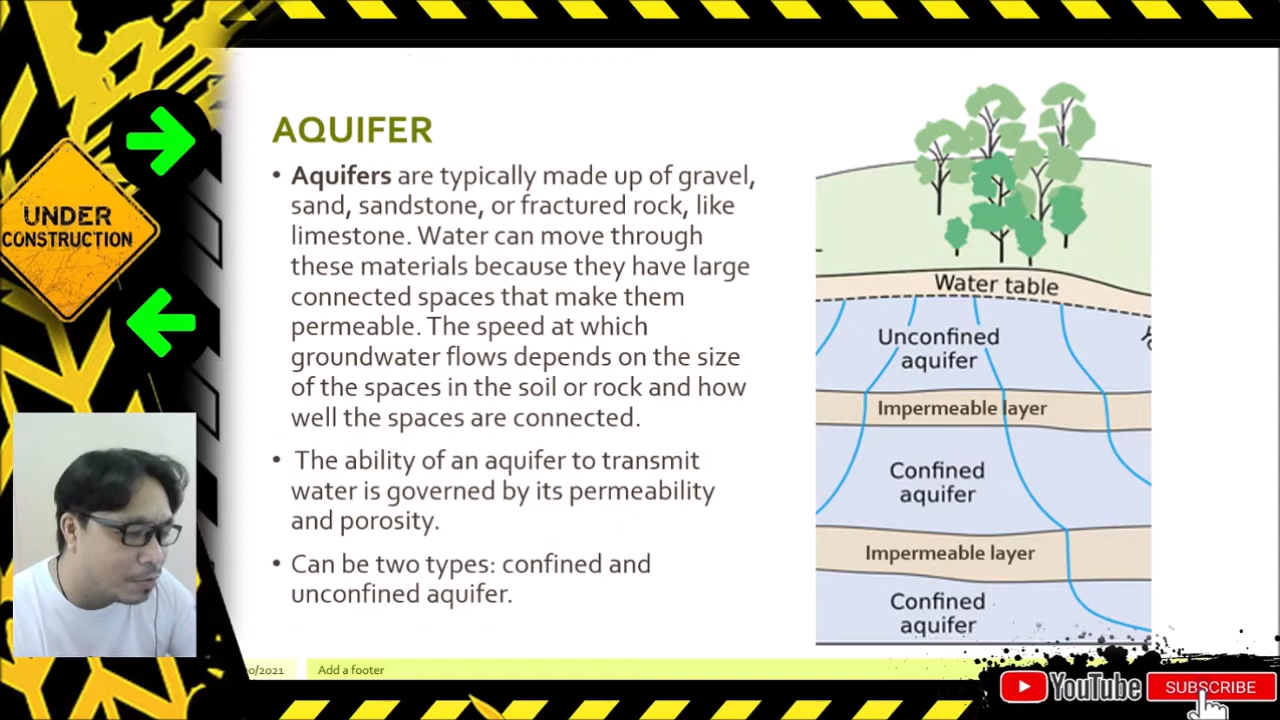 UNDER
CONSTRUCTION
AQUIFER
• Aquifers are typically made up of gravel,
sand, sandstone, or fractured rock, like
limestone. Water can move through
these materials because they have large
connected spaces that make them
permeable. The speed at which
groundwater flows depends on the size
of the spaces in the soil or rock and how
well the spaces are connected.
• The ability of an aquifer to transmit
water is governed by its permeability
and porosity.
• Can be two types: confined and
unconfined aquifer.
Water table
Unconfined
aquifer
Impermeable layer
Confined
aquifer
Impermeable layer
Confined
aquifer
0/2021
Add a footer
YouTube
SUBSCRIBE